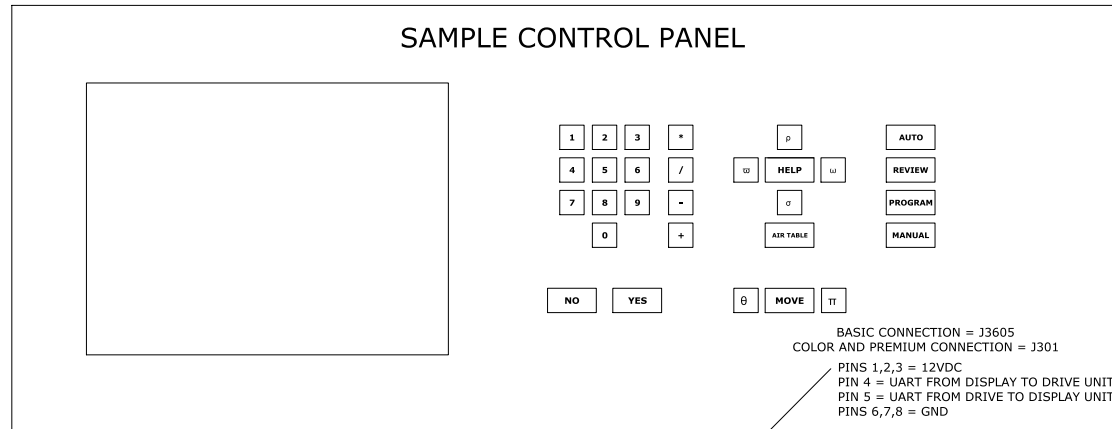 SAMPLE CONTROL PANEL
1 2 3 * ρ AUTO
4 5 6 / ϖ HELP ω REVIEW
7 8 9 - σ PROGRAM
0 + AIR TABLE MANUAL
NO YES θ MOVE π
BASIC CONNECTION = J3605
COLOR AND PREMIUM CONNECTION = J301
PINS 1,2,3 = 12VDC
PIN 4 = UART FROM DISPLAY TO DRIVE UNIT
PIN 5 = UART FROM DRIVE TO DISPLAY UNIT
PINS 6,7,8 = GND